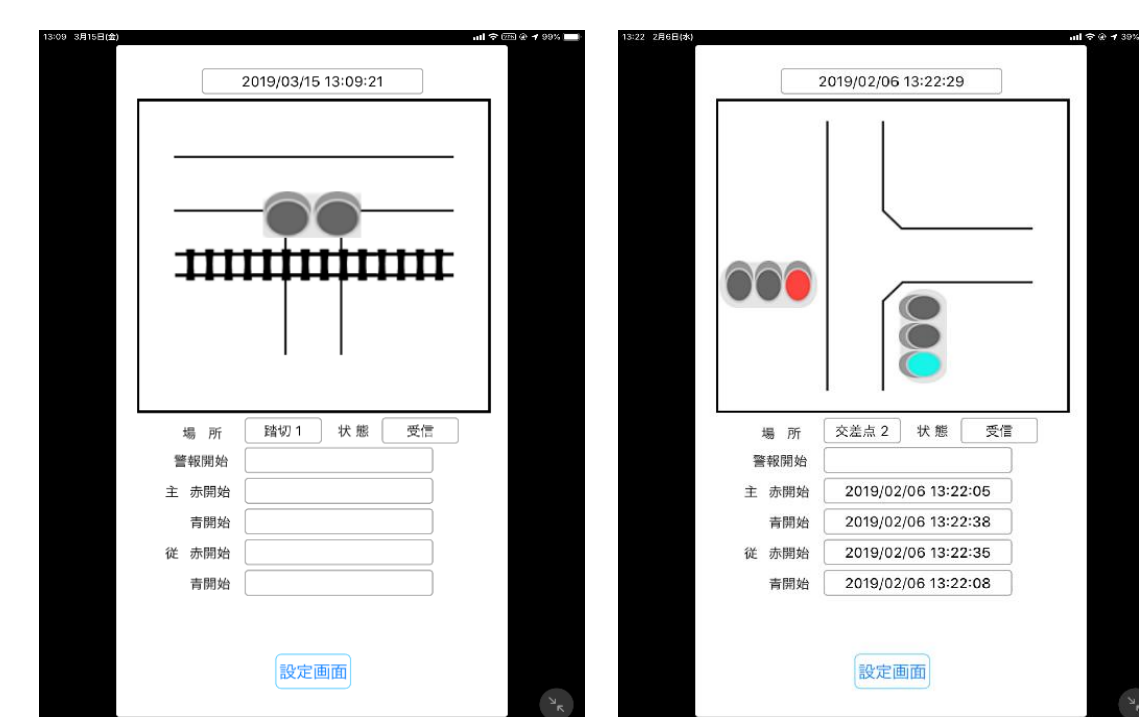 13:09 3月15日(金)
99%
2019/03/15 13:09:21
場 所 踏切 1 状 態 受信
警報開始
主 赤開始
青開始
従 赤開始
青開始
設定画面
13:22 2月6日(水)
39%
2019/02/06 13:22:29
場 所 交差点 2 状 態 受信
警報開始
主 赤開始 2019/02/06 13:22:05
青開始 2019/02/06 13:22:38
従 赤開始 2019/02/06 13:22:35
青開始 2019/02/06 13:22:08
設定画面